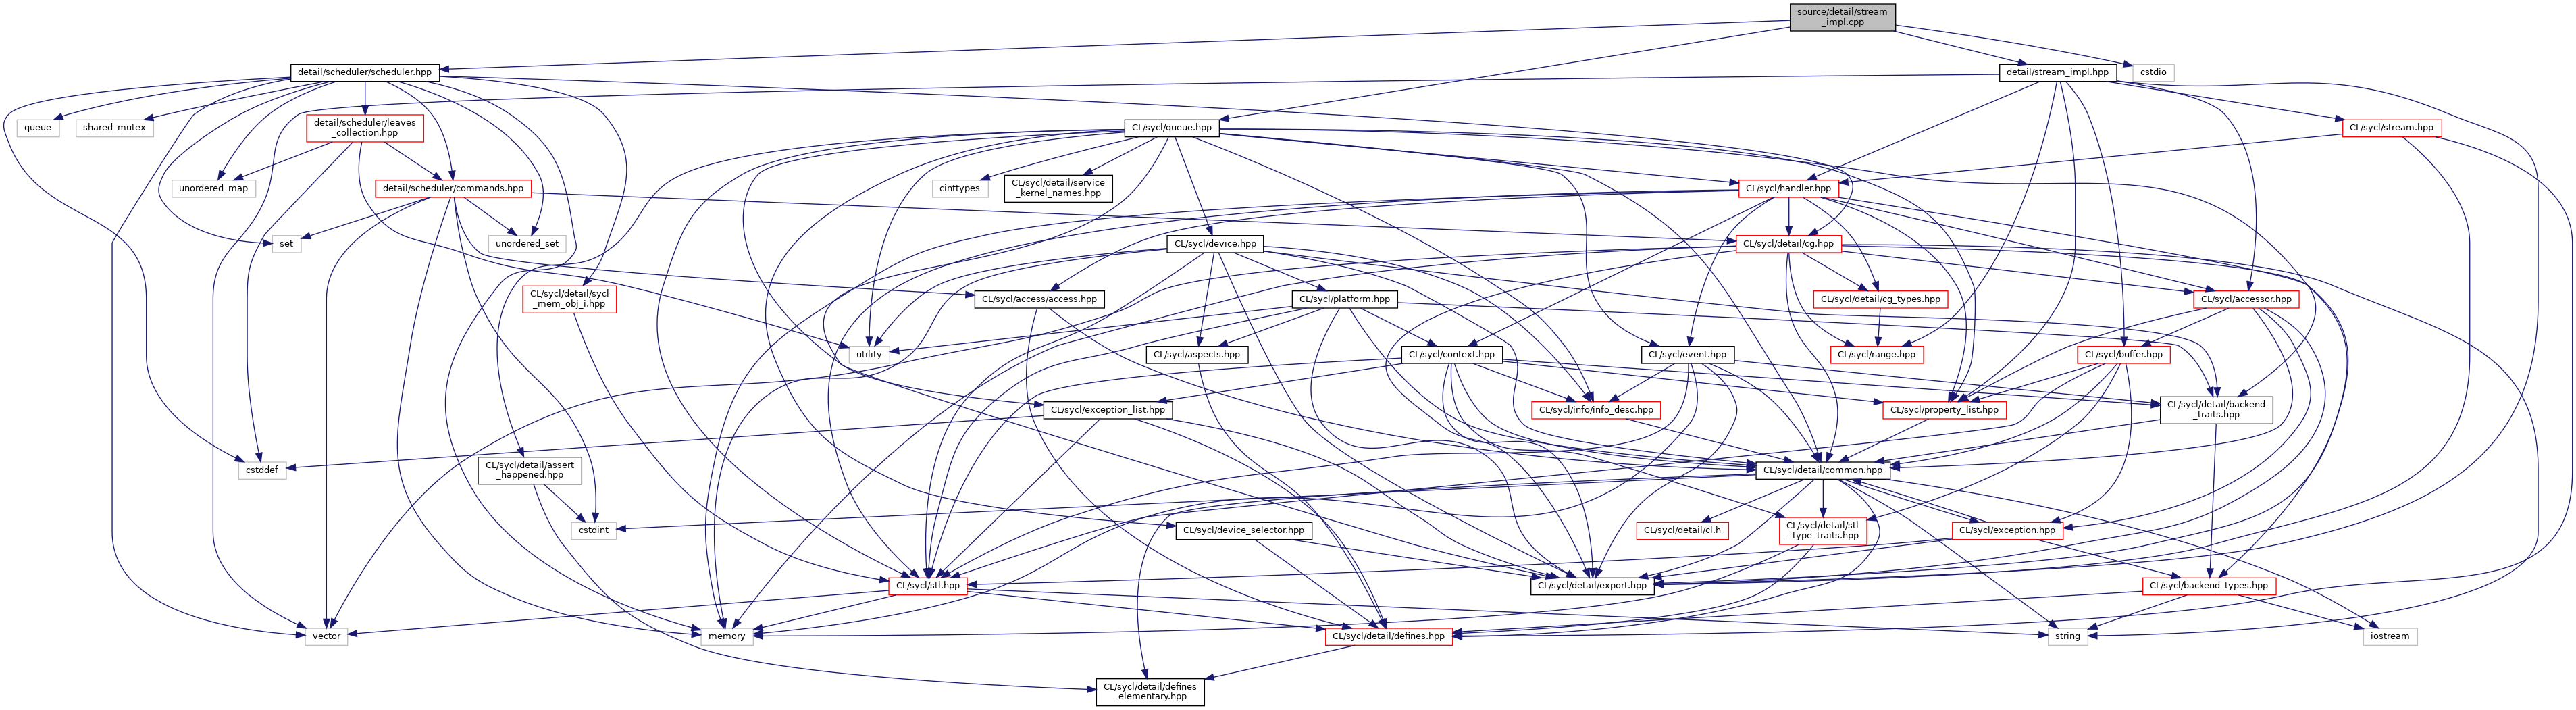 source/detail/stream
_impl.cpp
detail/scheduler/scheduler.hpp
detail/stream_impl.hpp
cstdio
queue
shared_mutex
detail/scheduler/leaves
_collection.hpp
CL/sycl/queue.hpp
CL/sycl/stream.hpp
unordered_map
detail/scheduler/commands.hpp
cinttypes
CL/sycl/detail/service
_kernel_names.hpp
CL/sycl/handler.hpp
set
unordered_set
CL/sycl/device.hpp
CL/sycl/detail/cg.hpp
CL/sycl/detail/sycl
_mem_obj_i.hpp
CL/sycl/access/access.hpp
CL/sycl/platform.hpp
CL/sycl/detail/cg_types.hpp
CL/sycl/accessor.hpp
utility
CL/sycl/aspects.hpp
CL/sycl/context.hpp
CL/sycl/event.hpp
CL/sycl/range.hpp
CL/sycl/buffer.hpp
CL/sycl/exception_list.hpp
CL/sycl/info/info_desc.hpp
CL/sycl/property_list.hpp
CL/sycl/detail/backend
_traits.hpp
cstddef
CL/sycl/detail/assert
_happened.hpp
CL/sycl/detail/common.hpp
cstdint
CL/sycl/device_selector.hpp
CL/sycl/detail/cl.h
CL/sycl/detail/stl
_type_traits.hpp
CL/sycl/exception.hpp
CL/sycl/stl.hpp
CL/sycl/detail/export.hpp
CL/sycl/backend_types.hpp
vector
memory
CL/sycl/detail/defines.hpp
string
iostream
CL/sycl/detail/defines
_elementary.hpp